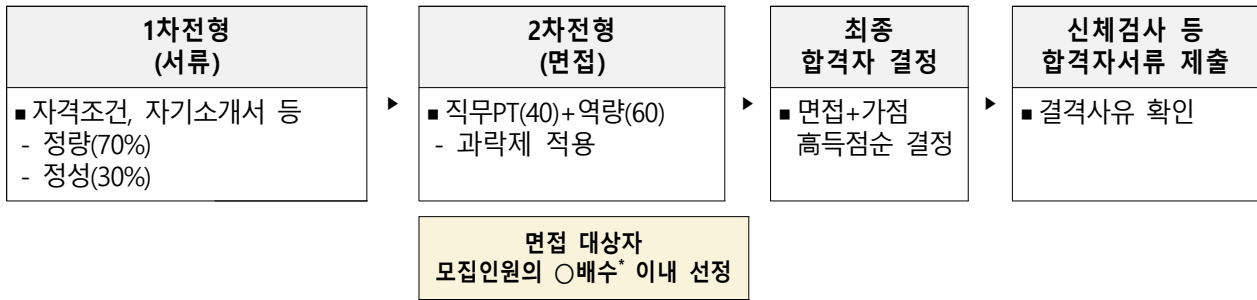 1차전형
(서류)
■ 자격조건, 자기소개서 등
- 정량(70%)
- 정성(30%)
▶
2차전형
(면접)
■ 직무PT(40)+역량(60)
- 과락제 적용
면접 대상자
모집인원의 ○배수* 이내 선정
▶
최종
합격자 결정
■ 면접+가점
高득점순 결정
▶
신체검사 등
합격자서류 제출
■ 결격사유 확인